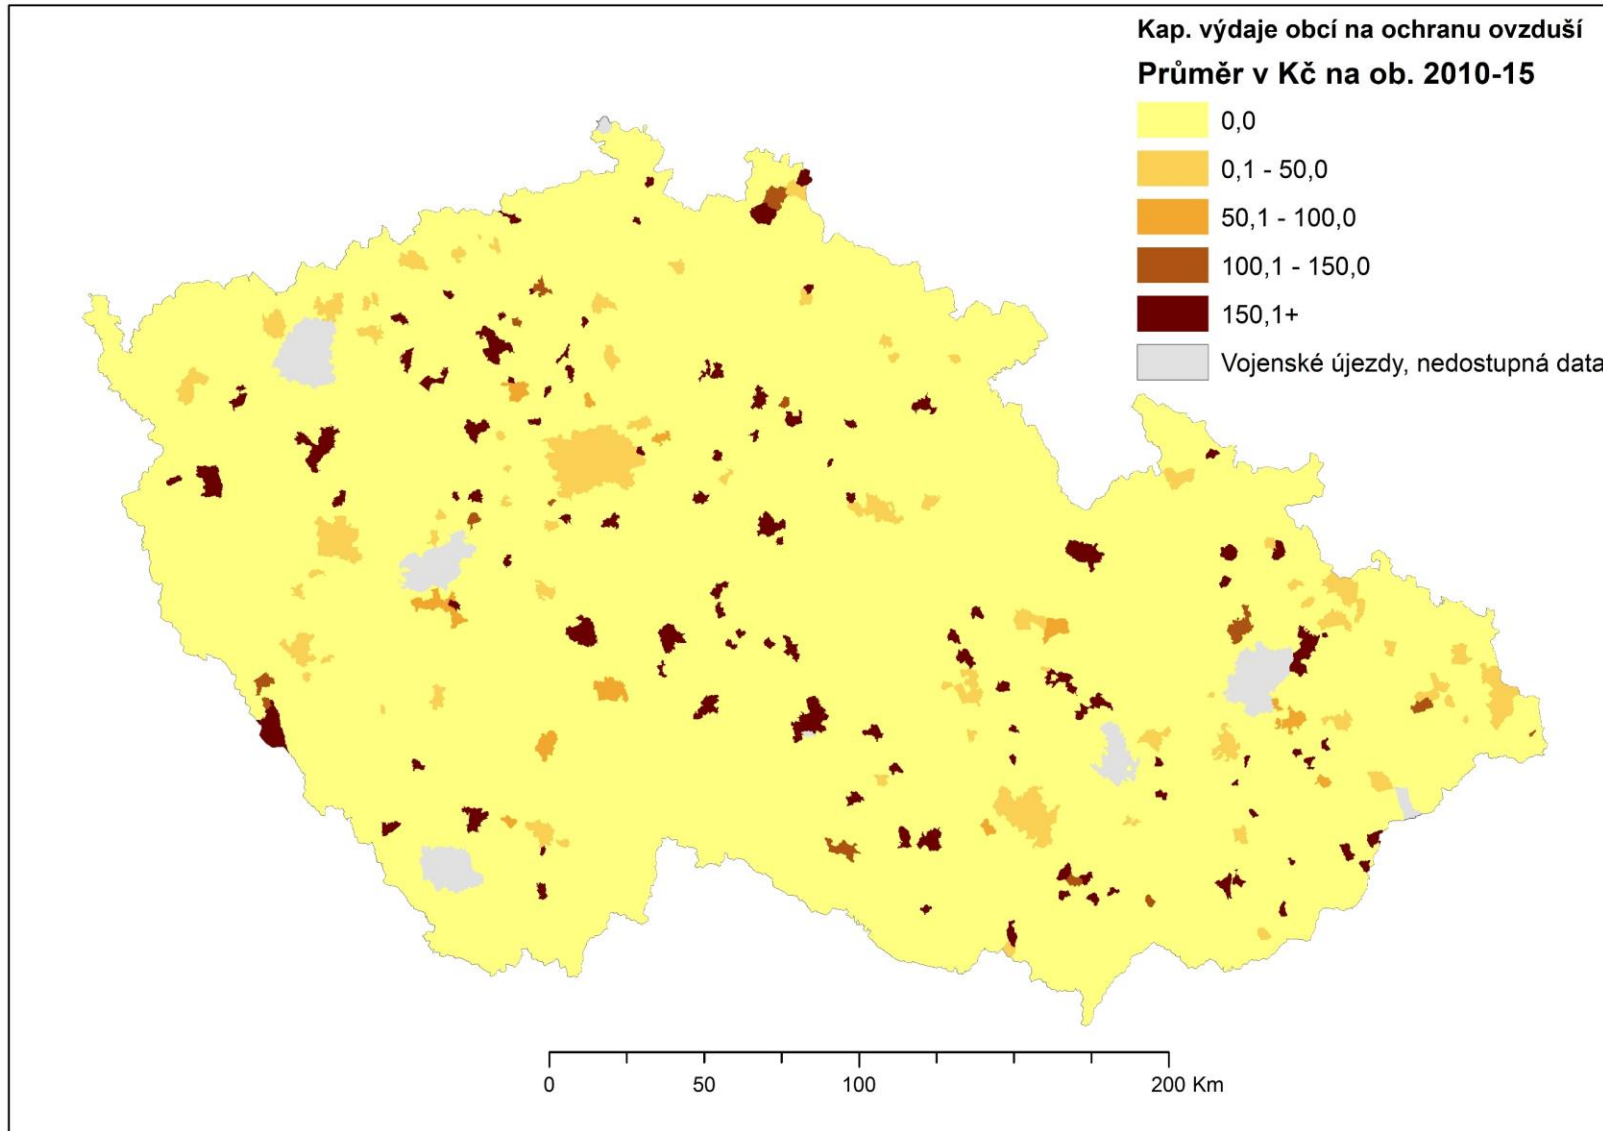 Kap. výdaje obcí na ochranu ovzduší
Průměr v Kč na ob. 2010-15
0,0
0,1 - 50,0
50,1 - 100,0
100,1 - 150,0
150,1+
Vojenské újezdy, nedostupná data
0 50 100 200 Km